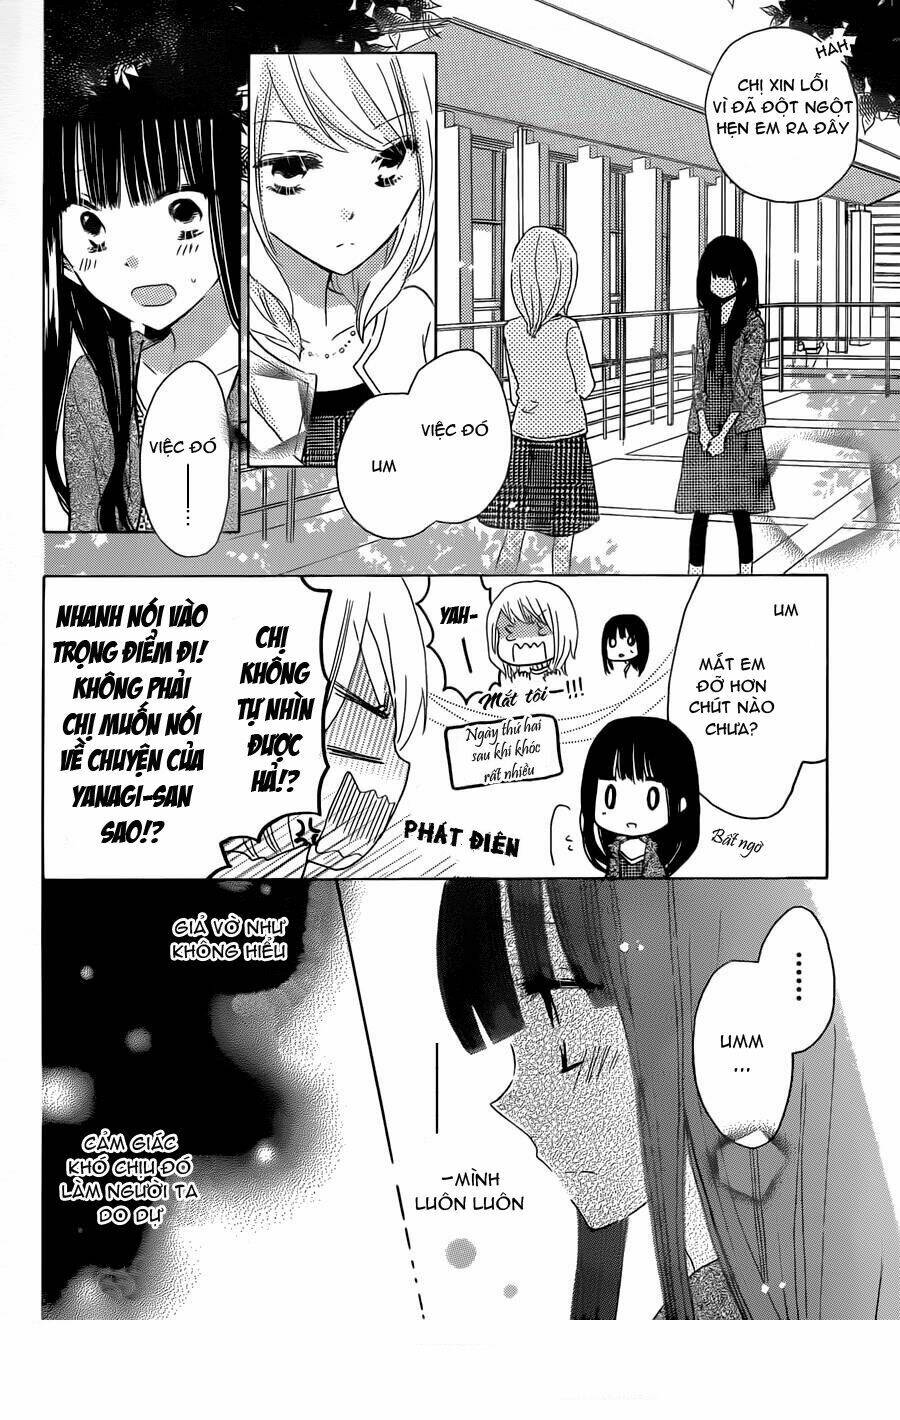 HAH
CHỊ XIN LỖI
VÌ ĐÃ ĐỘT NGỘT
HẸN EM RA ĐÂY
VIỆC ĐÓ
UM
VIỆC ĐÓ
—!
UM
MẮT EM
ĐỠ HƠN
CHÚT NÀO
CHƯA?
Bất ngờ
YAH-
Mắt tôi—!!!
Ngày thứ hai
sau khi khóc
rất nhiều
PHÁT ĐIÊN
CHỊ
KHÔNG
TỰ NHÌN
ĐƯỢC
HẢ!?
NHANH NÓI VÀO
TRỌNG ĐIỂM ĐI!
KHÔNG PHẢI
CHỊ MUỐN NÓI
VỀ CHUYỆN CỦA
YANAGI-SAN
SAO!?
......
UMM
...
-MÌNH
LUÔN LUÔN
GIẢ VỜ NHƯ
KHÔNG HIỂU
CẢM GIÁC
KHÓ CHỊU ĐÓ
LÀM NGƯỜI TA
DO DỰ